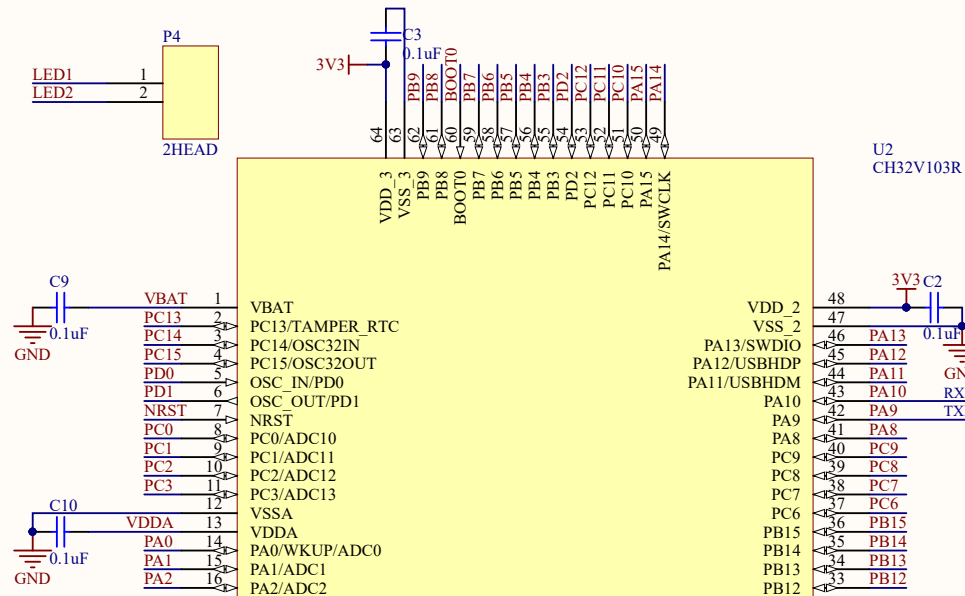 P4
LED1 1
LED2 2
2HEAD
C3
0.1uF
3V3
PB9
PB8
BOOT0
PB7
PB6
PB5
PB4
PB3
PD2
PC12
PC11
PC10
PA15
PA14
64
63
62
61
60
59
58
57
56
55
54
53
52
51
50
49
VDD_3
VSS_3
PB9
PB8
BOOT0
PB7
PB6
PB5
PB4
PB3
PD2
PC12
PC11
PC10
PA15
PA14/SWCLK
U2
CH32V103R
C9
0.1uF
GND
VBAT 1 VBAT
PC13 2 PC13/TAMPER_RTC
PC14 3 PC14/OSC32IN
PC15 4 PC15/OSC32OUT
PD0 5 OSC_IN/PD0
PD1 6 OSC_OUT/PD1
NRST 7 NRST
PC0 8 PC0/ADC10
PC1 9 PC1/ADC11
PC2 10 PC2/ADC12
PC3 11 PC3/ADC13
12 VSSA
VDDA 13 VDDA
PA0 14 PA0/WKUP/ADC0
PA1 15 PA1/ADC1
PA2 16 PA2/ADC2
C10
0.1uF
GND
3V3
C2
0.1uF
VDD_2 48
VSS_2 47
PA13/SWDIO 46 PA13
PA12/USBHDP 45 PA12
PA11/USBHDM 44 PA11
PA10 43 PA10 RX
PA9 42 PA9 TX
PA8 41 PA8
PC9 40 PC9
PC8 39 PC8
PC7 38 PC7
PC6 37 PC6
PB15 36 PB15
PB14 35 PB14
PB13 34 PB13
PB12 33 PB12